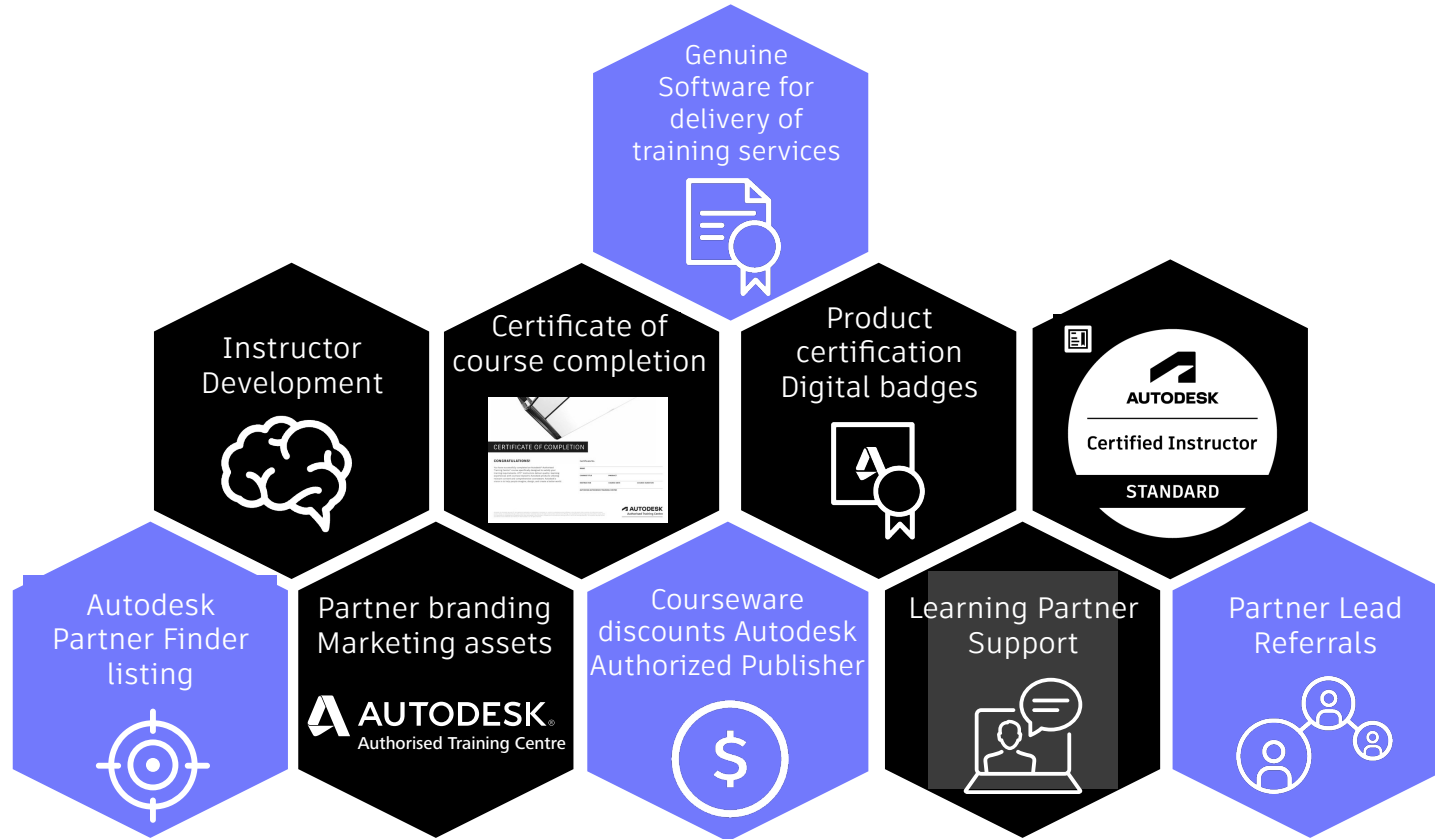 Genuine
Software for
delivery of
training services
Instructor
Development
Certificate of
course completion
CERTIFICATE OF COMPLETION
CONGRATULATIONS!
AUTODESK
Product
certification
Digital badges
AUTODESK
Certified Instructor
STANDARD
Autodesk
Partner Finder
listing
Partner branding
Marketing assets
AUTODESK®
Authorised Training Centre
Courseware
discounts Autodesk
Authorized Publisher
$
Learning Partner
Support
Partner Lead
Referrals